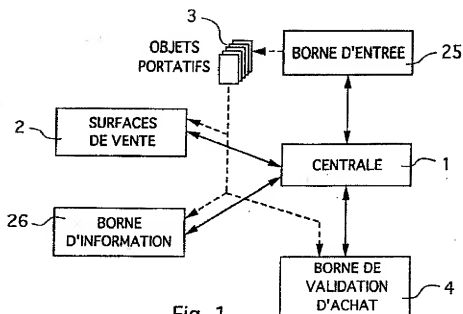 3
OBJETS
PORTATIFS
BORNE D'ENTREE
25
2
SURFACES
DE VENTE
CENTRALE
1
26
BORNE
D'INFORMATION
BORNE DE
VALIDATION
D'ACHAT
4
Fig. 1